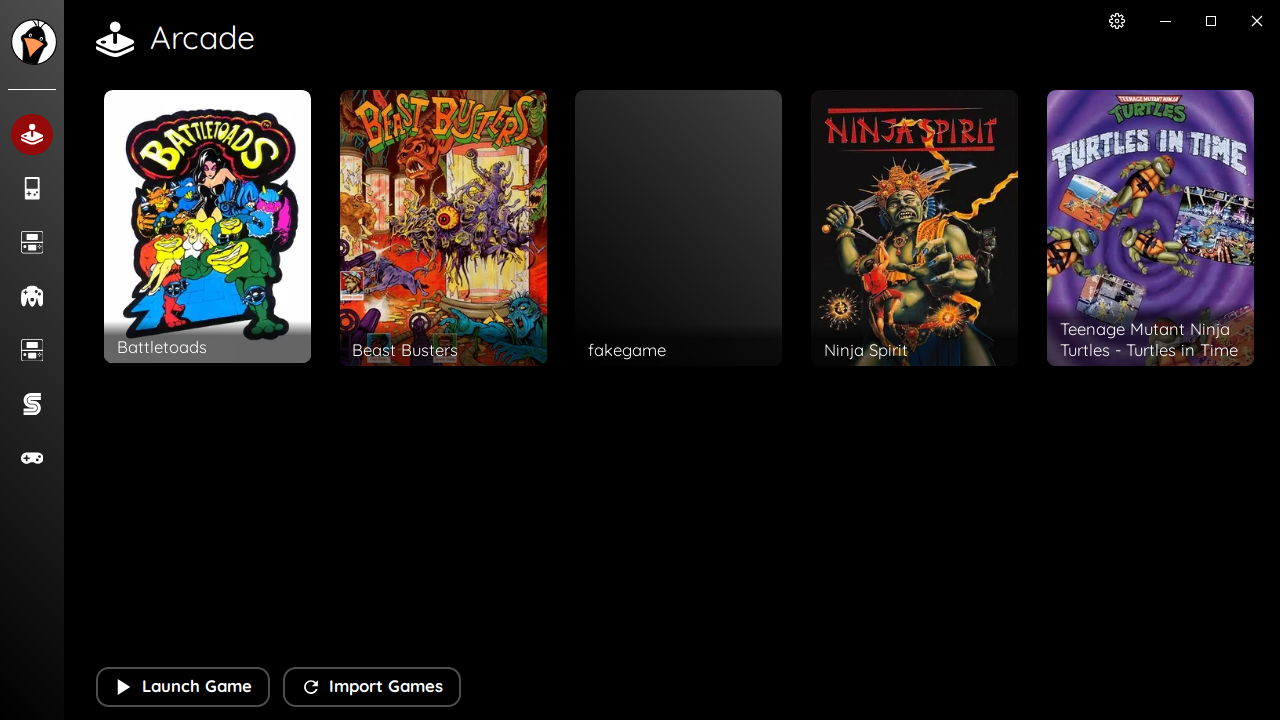 Arcade
BATTLETOADS
Battletoads
BEAST BUSTERS
Beast Busters
fakegame
NINJA SPIRIT
Ninja Spirit
TEENAGE MUTANT NINJA
TURTLES
TURTLES IN TIME
Teenage Mutant Ninja
Turtles - Turtles in Time
Launch Game
Import Games